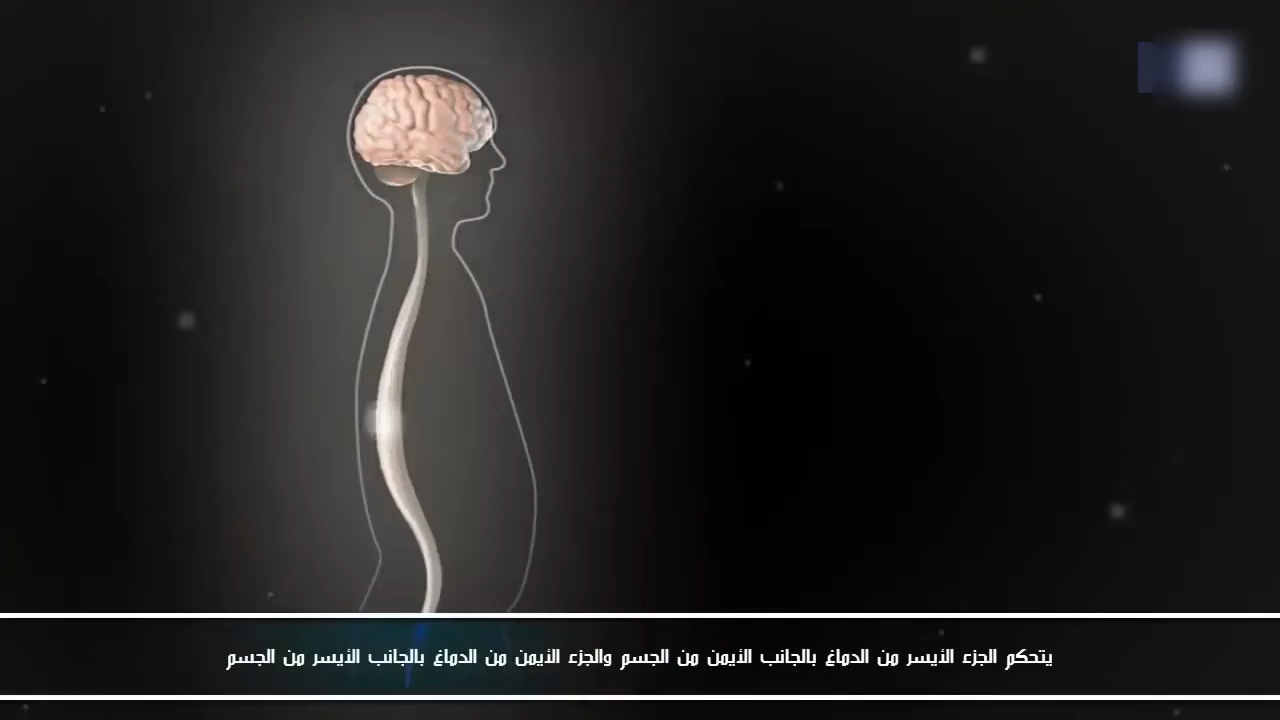 يتحكم الجزء الأيسر من الدماغ بالجانب الأيمن من الجسم والجزء الأيمن من الدماغ بالجانب الأيسر من الجسم